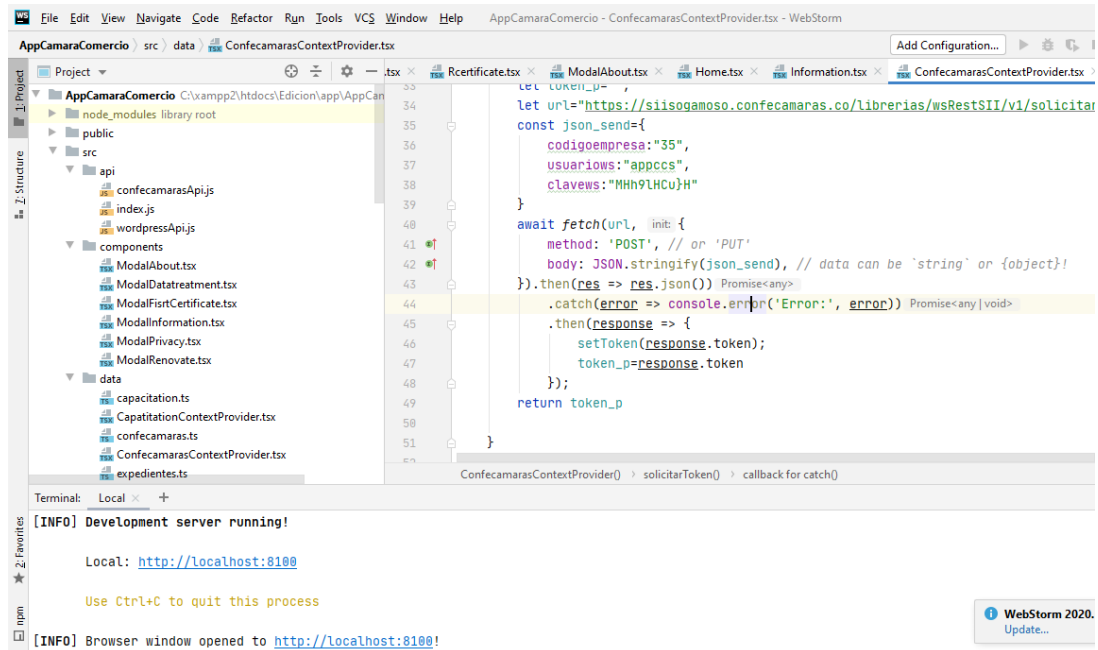 WS File Edit View Navigate Code Refactor Run Tools VCS Window Help AppCamaraComercio - ConfecamarasContextProvider.tsx - WebStorm
AppCamaraComercio src data ConfecamarasContextProvider.tsx Add Configuration...
Project .tsx Rcertificate.tsx ModalAbout.tsx Home.tsx Information.tsx ConfecamarasContextProvider.tsx
1: Project
7: Structure
2: Favorites
npm
AppCamaraComercio C:\xampp2\htdocs\Edicion\app\AppCan
node_modules library root
public
src
api
confecamarasApi.js
index.js
wordpressApi.js
components
ModalAbout.tsx
ModalDatatreatment.tsx
ModalFisrtCertificate.tsx
ModalInformation.tsx
ModalPrivacy.tsx
ModalRenovate.tsx
data
capacitation.ts
CapatitationContextProvider.tsx
confecamaras.ts
ConfecamarasContextProvider.tsx
expedientes.ts
33 let token_p="";
34 let url="https://siisogamoso.confecamaras.co/librerias/wsRestSII/v1/solicitar
35 const json_send={
36 codigoempresa:"35",
37 usuariows:"appccs",
38 clavews:"MHh9lHCu}H"
39 }
40 await fetch(url, init: {
41 method: 'POST', // or 'PUT'
42 body: JSON.stringify(json_send), // data can be `string` or {object}!
43 }).then(res => res.json()) Promise<any>
44 .catch(error => console.error('Error:', error)) Promise<any | void>
45 .then(response => {
46 setToken(response.token);
47 token_p=response.token
48 });
49 return token_p
50
51 }
ConfecamarasContextProvider() solicitarToken() callback for catch()
Terminal: Local +
[INFO] Development server running!
Local: http://localhost:8100
Use Ctrl+C to quit this process
[INFO] Browser window opened to http://localhost:8100!
WebStorm 2020.
Update...